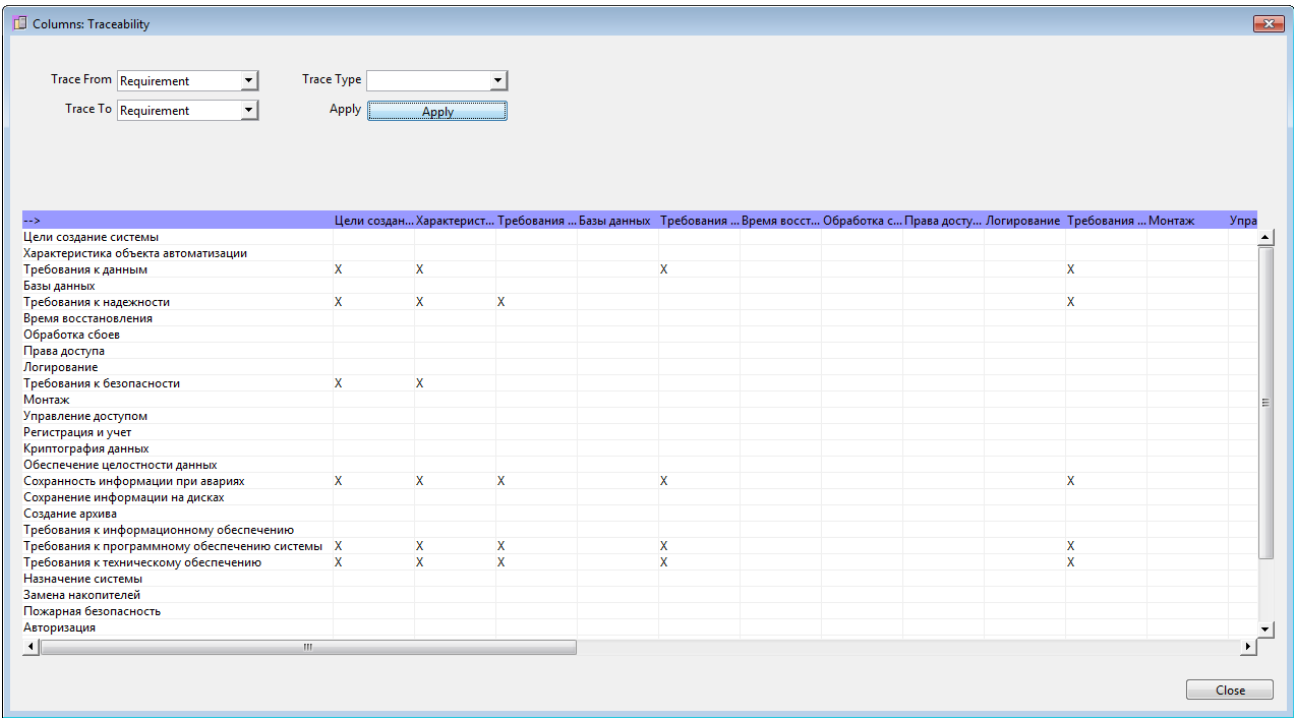 Columns: Traceability
Trace From Requirement Trace Type
Trace To Requirement Apply Apply
--> Цели создан... Характерист... Требования ... Базы данных Требования ... Время восст... Обработка с... Права досту... Логирование Требования ... Монтаж Упра
Цели создание системы
Характеристика объекта автоматизации
Требования к данным X X X X
Базы данных
Требования к надежности X X X X
Время восстановления
Обработка сбоев
Права доступа
Логирование
Требования к безопасности X X
Монтаж
Управление доступом
Регистрация и учет
Криптография данных
Обеспечение целостности данных
Сохранность информации при авариях X X X X X
Сохранение информации на дисках
Создание архива
Требования к информационному обеспечению
Требования к программному обеспечению системы X X X X X
Требования к техническому обеспечению X X X X X
Назначение системы
Замена накопителей
Пожарная безопасность
Авторизация
Close